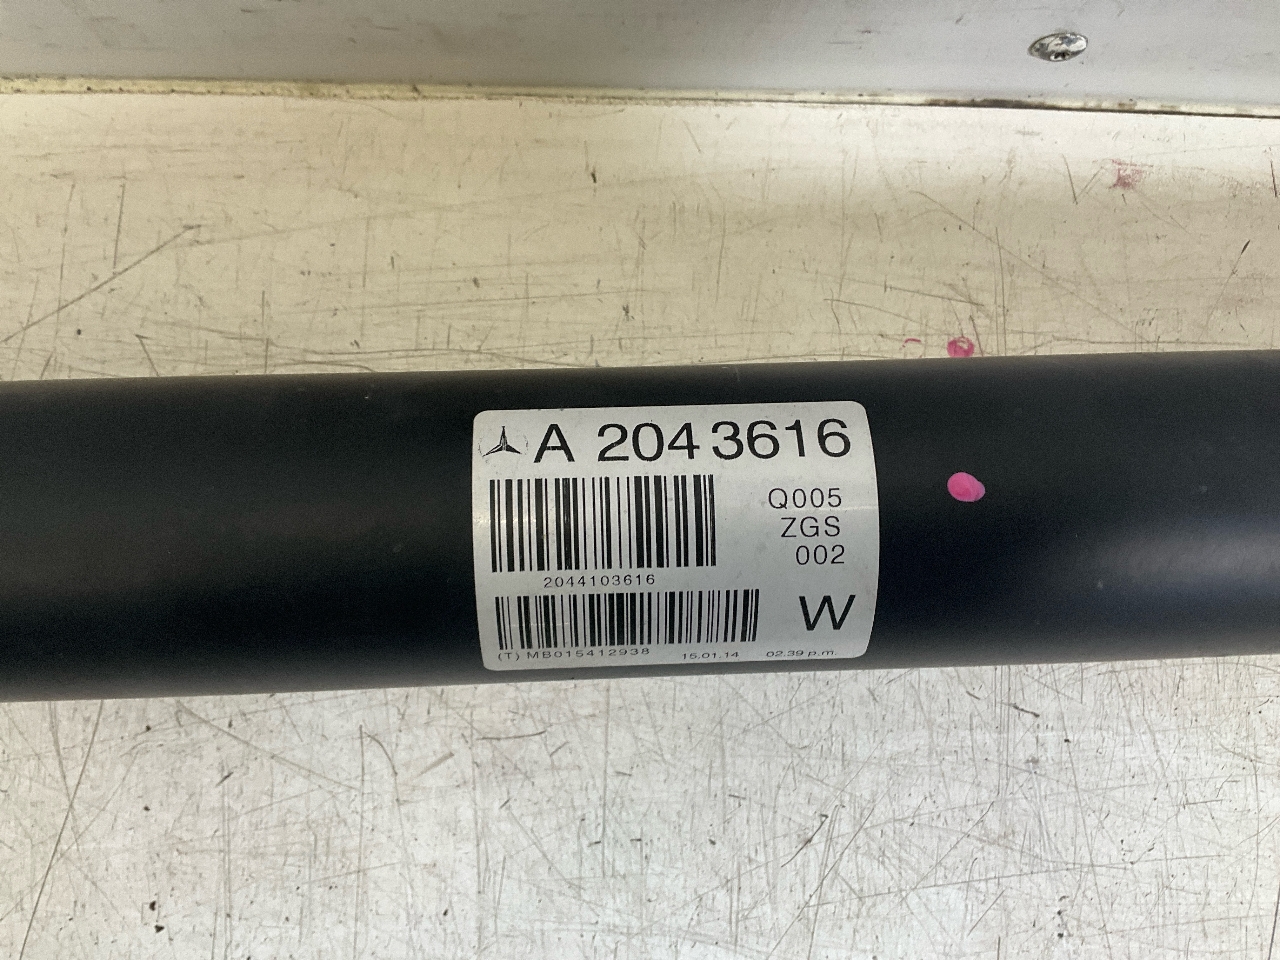 A 204 3616
Q005
ZGS
002
2044103616
W
(T) MB015412938 15.01.14 02.39 p.m.